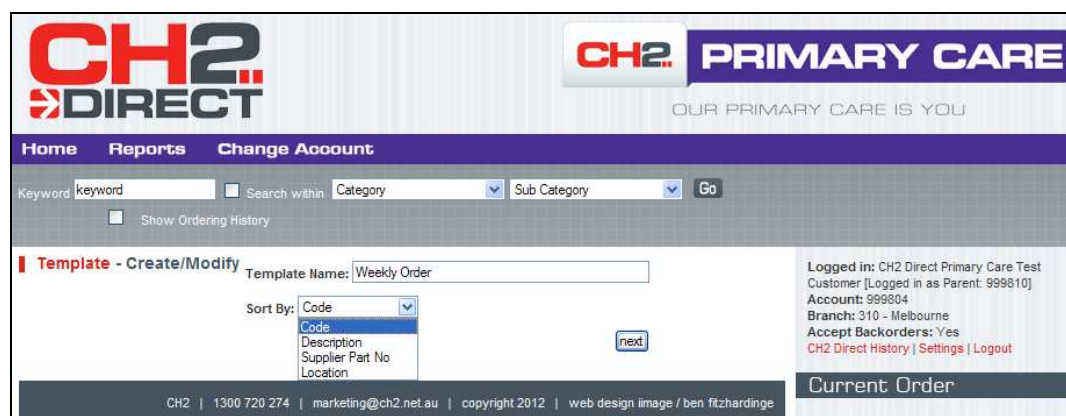 CH2..
DIRECT
CH2.. PRIMARY CARE
OUR PRIMARY CARE IS YOU
Home Reports Change Account
Keyword keyword Search within Category Sub Category Go
Show Ordering History
Template - Create/Modify
Template Name: Weekly Order
Sort By: Code
Code
Description
Supplier Part No
Location
next
Logged in: CH2 Direct Primary Care Test
Customer [Logged in as Parent: 999810]
Account: 999804
Branch: 310 - Melbourne
Accept Backorders: Yes
CH2 Direct History | Settings | Logout
Current Order
CH2 | 1300 720 274 | marketing@ch2.net.au | copyright 2012 | web design iimage / ben fitzhardinge